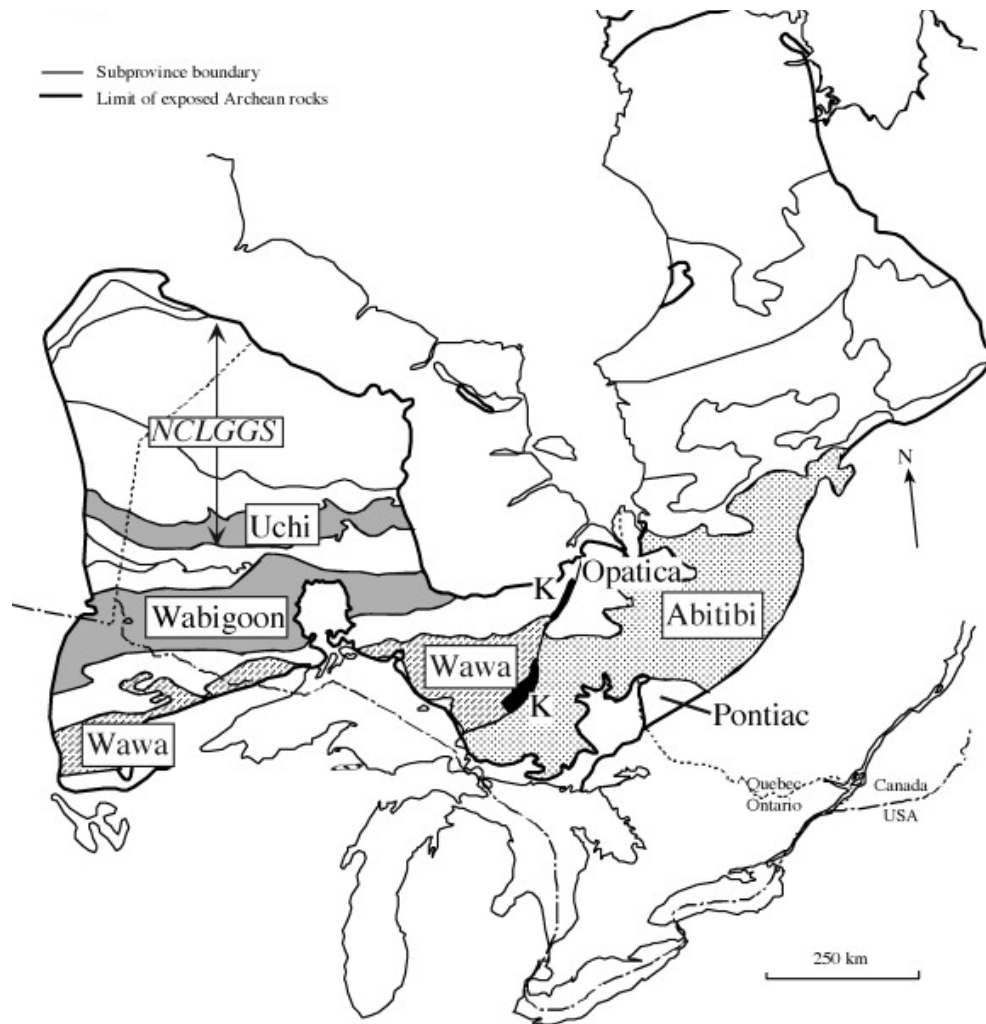 Subprovince boundary
Limit of exposed Archean rocks
NCLGGS
N
Uchi
K
Opatica
Wabigoon
Abitibi
Wawa
K
Pontiac
Wawa
Quebec
Ontario
Canada
USA
250 km